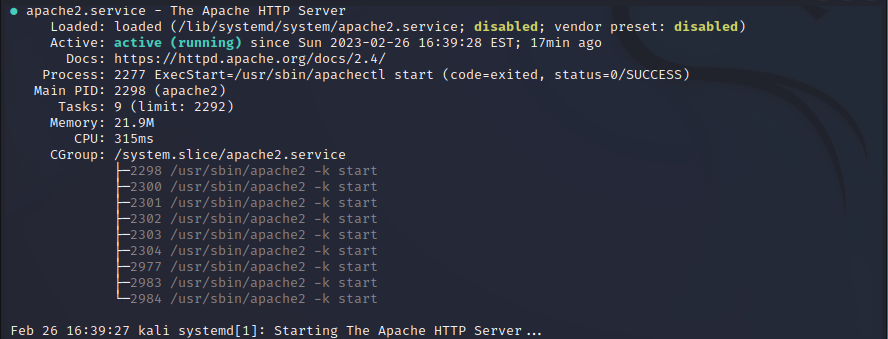 ● apache2.service - The Apache HTTP Server
     Loaded: loaded (/lib/systemd/system/apache2.service; disabled; vendor preset: disabled)
     Active: active (running) since Sun 2023-02-26 16:39:28 EST; 17min ago
       Docs: https://httpd.apache.org/docs/2.4/
    Process: 2277 ExecStart=/usr/sbin/apachectl start (code=exited, status=0/SUCCESS)
   Main PID: 2298 (apache2)
      Tasks: 9 (limit: 2292)
     Memory: 21.9M
        CPU: 315ms
     CGroup: /system.slice/apache2.service
             ├─2298 /usr/sbin/apache2 -k start
             ├─2300 /usr/sbin/apache2 -k start
             ├─2301 /usr/sbin/apache2 -k start
             ├─2302 /usr/sbin/apache2 -k start
             ├─2303 /usr/sbin/apache2 -k start
             ├─2304 /usr/sbin/apache2 -k start
             ├─2977 /usr/sbin/apache2 -k start
             ├─2983 /usr/sbin/apache2 -k start
             └─2984 /usr/sbin/apache2 -k start
Feb 26 16:39:27 kali systemd[1]: Starting The Apache HTTP Server...